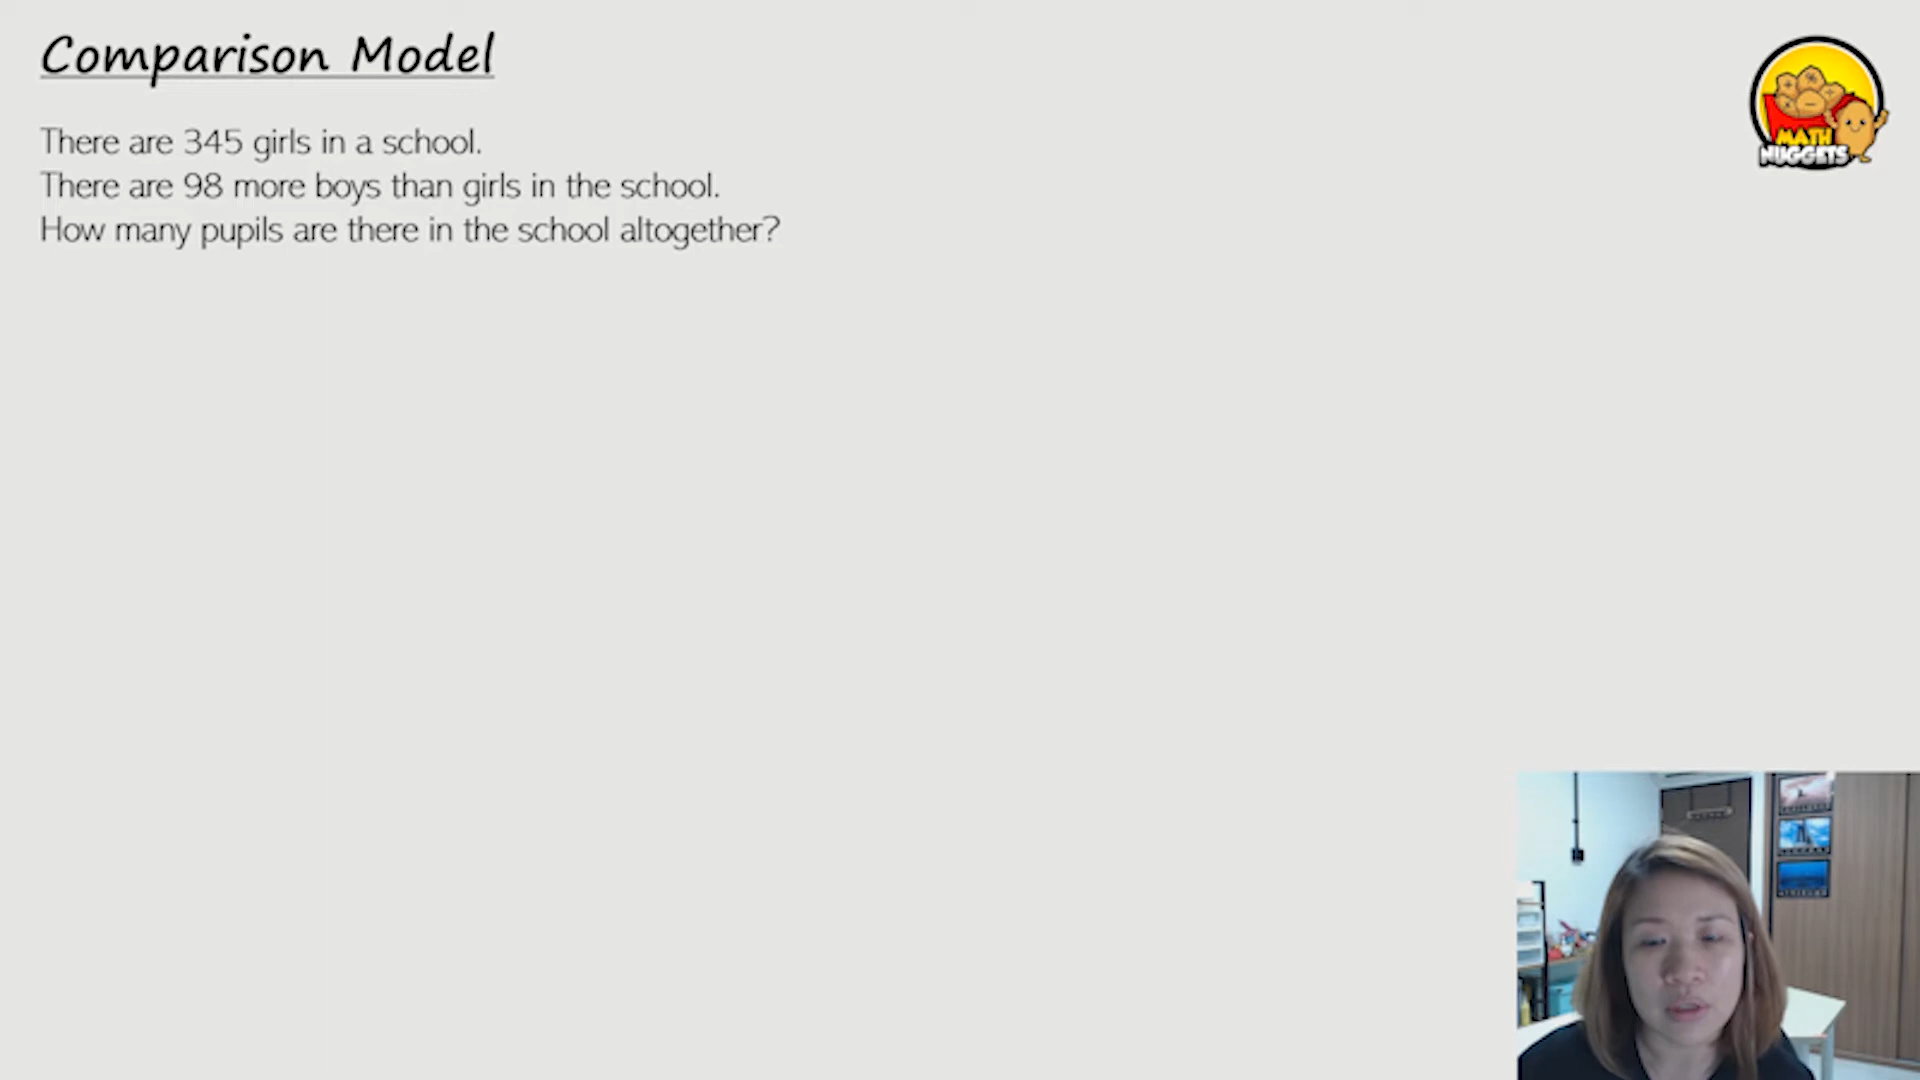 Comparison Model
There are 345 girls in a school.
There are 98 more boys than girls in the school.
How many pupils are there in the school altogether?
MATH
NUGGETS